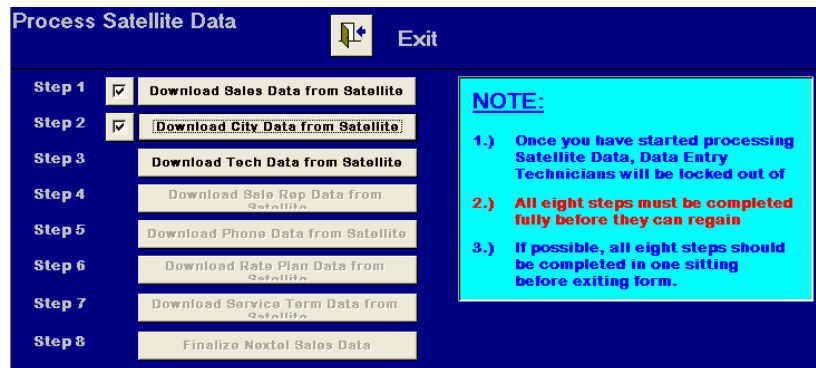 Process Satellite Data
Exit
Step 1
Download Sales Data from Satellite
Step 2
Download City Data from Satellite
Step 3
Download Tech Data from Satellite
Step 4
Download Sale Rep Data from
Satellite
Step 5
Download Phone Data from Satellite
Step 6
Download Rate Plan Data from
Satellite
Step 7
Download Service Term Data from
Satellite
Step 8
Finalize Nextel Sales Data
NOTE:
1.) Once you have started processing
Satellite Data, Data Entry
Technicians will be locked out of
2.) All eight steps must be completed
fully before they can regain
3.) If possible, all eight steps should
be completed in one sitting
before exiting form.